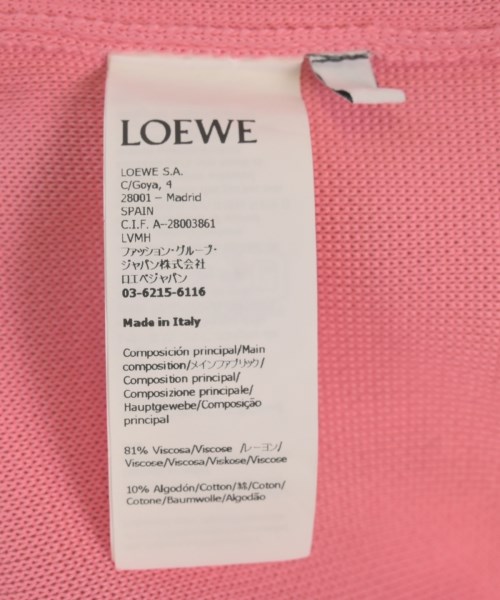 LOEWE
LOEWE S.A.
C/Goya, 4
28001 – Madrid
SPAIN
C.I.F. A-28003861
LVMH
ファッション・グループ・
ジャパン株式会社
ロエベジャパン
03-6215-6116
Made in Italy
Composición principal/Main
composition/メインファブリック/
Composition principal/
Composizione principale/
Hauptgewebe/Composição
principal
81% Viscosa/Viscose /レーヨン/
Viscose/Viscosa/Viskose/Viscose
10% Algodón/Cotton/綿/Coton/
Cotone/Baumwolle/Algodão